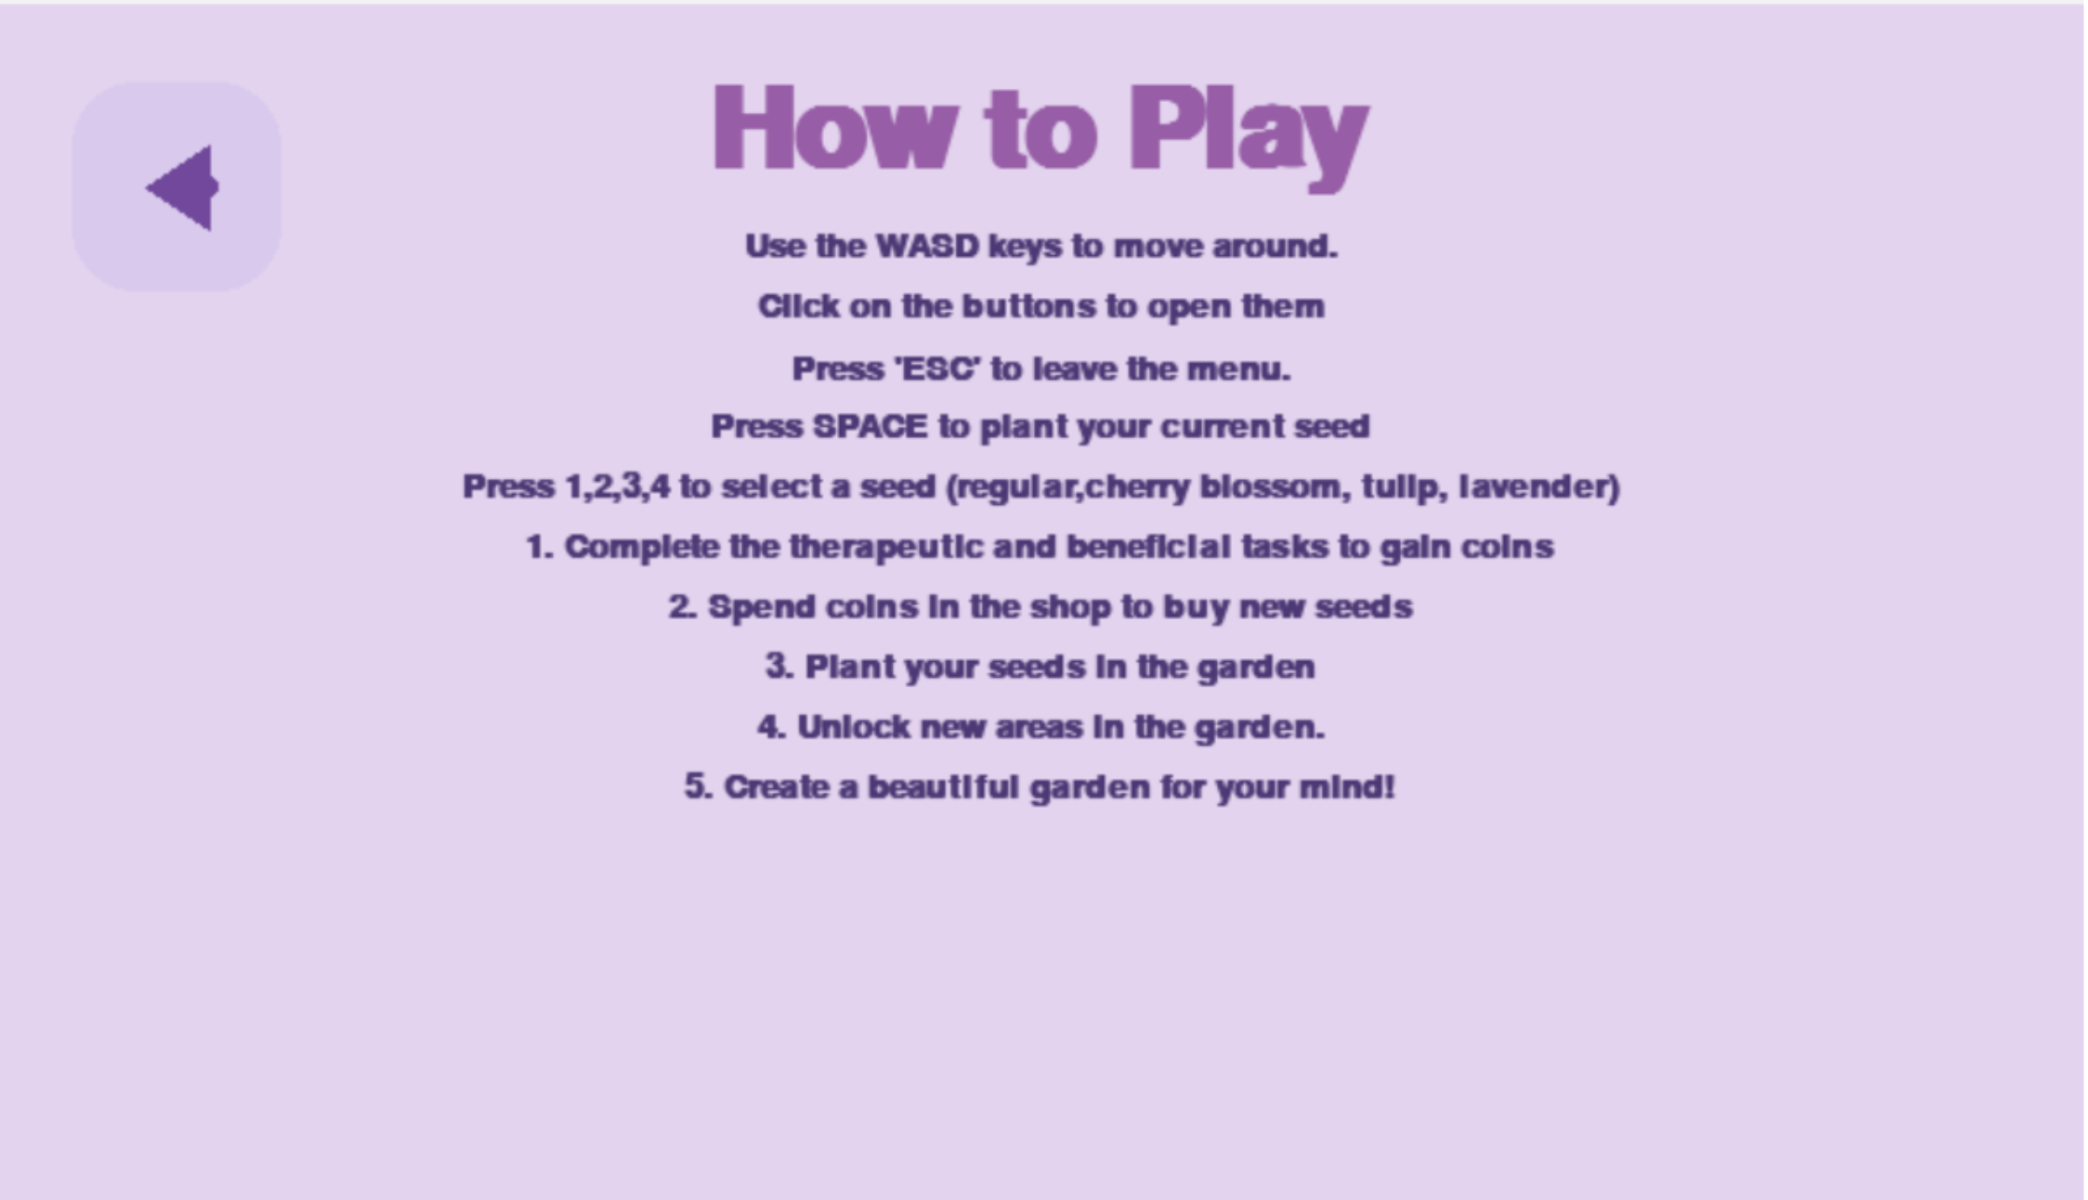 How to Play
Use the WASD keys to move around.
Click on the buttons to open them
Press 'ESC' to leave the menu.
Press SPACE to plant your current seed
Press 1,2,3,4 to select a seed (regular,cherry blossom, tulip, lavender)
1. Complete the therapeutic and beneficial tasks to gain coins
2. Spend coins in the shop to buy new seeds
3. Plant your seeds in the garden
4. Unlock new areas in the garden.
5. Create a beautiful garden for your mind!